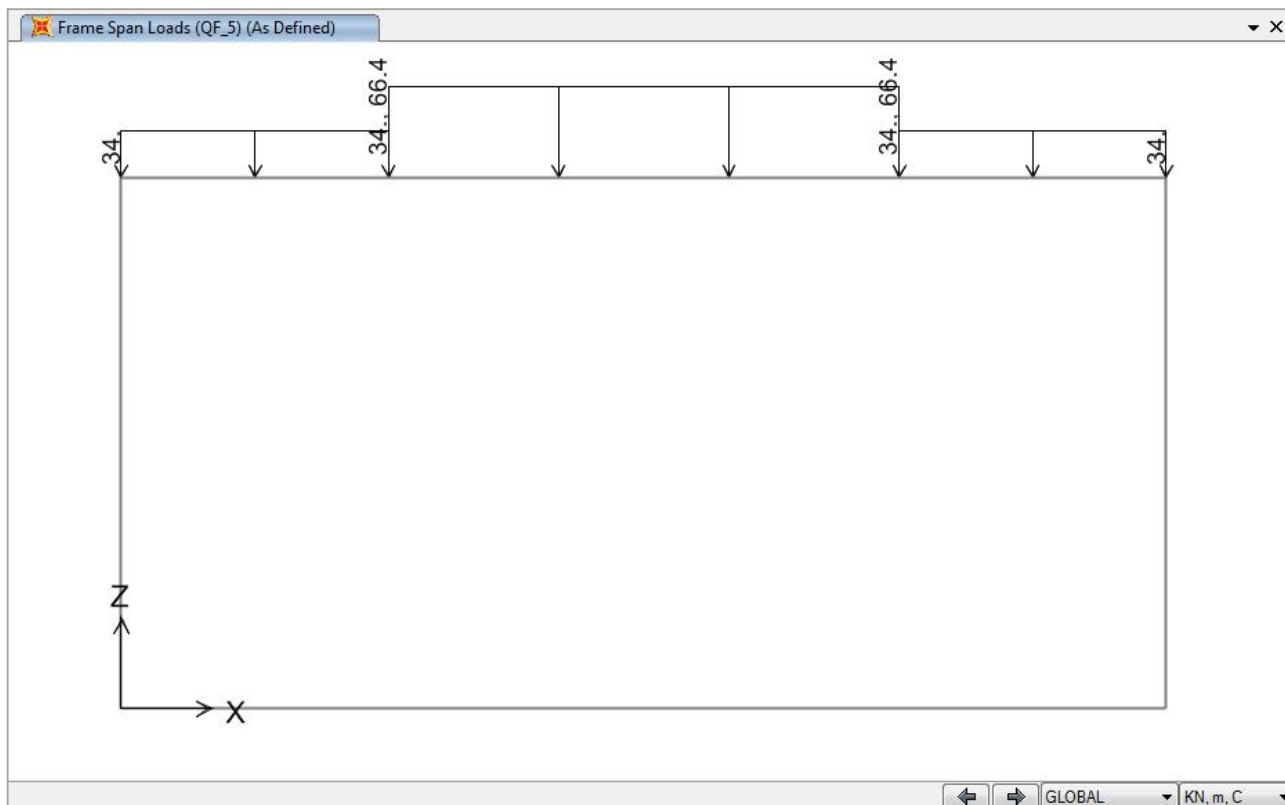 Frame Span Loads (QF_5) (As Defined)
34.
34., 66.4
34., 66.4
34.
Z
X
GLOBAL
KN, m, C